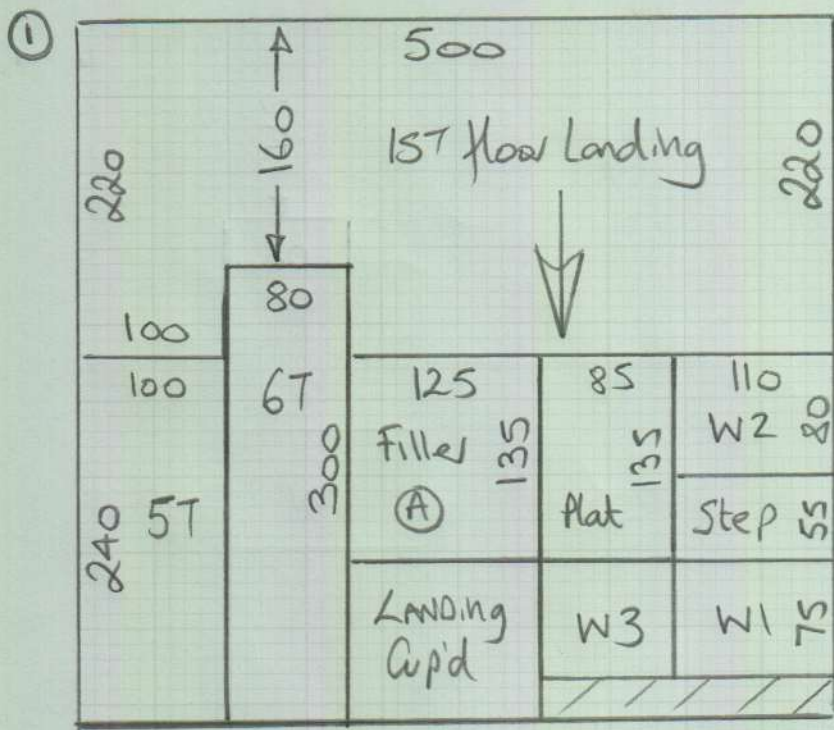 ①
500
160
1ST floor Landing
220
220
80
100
100
6T
300
240
5T
125
Filler
135
Ⓐ
85
135
Plat
110
W2
80
Step
55
LANDing
Cup'd
W3
W1
75